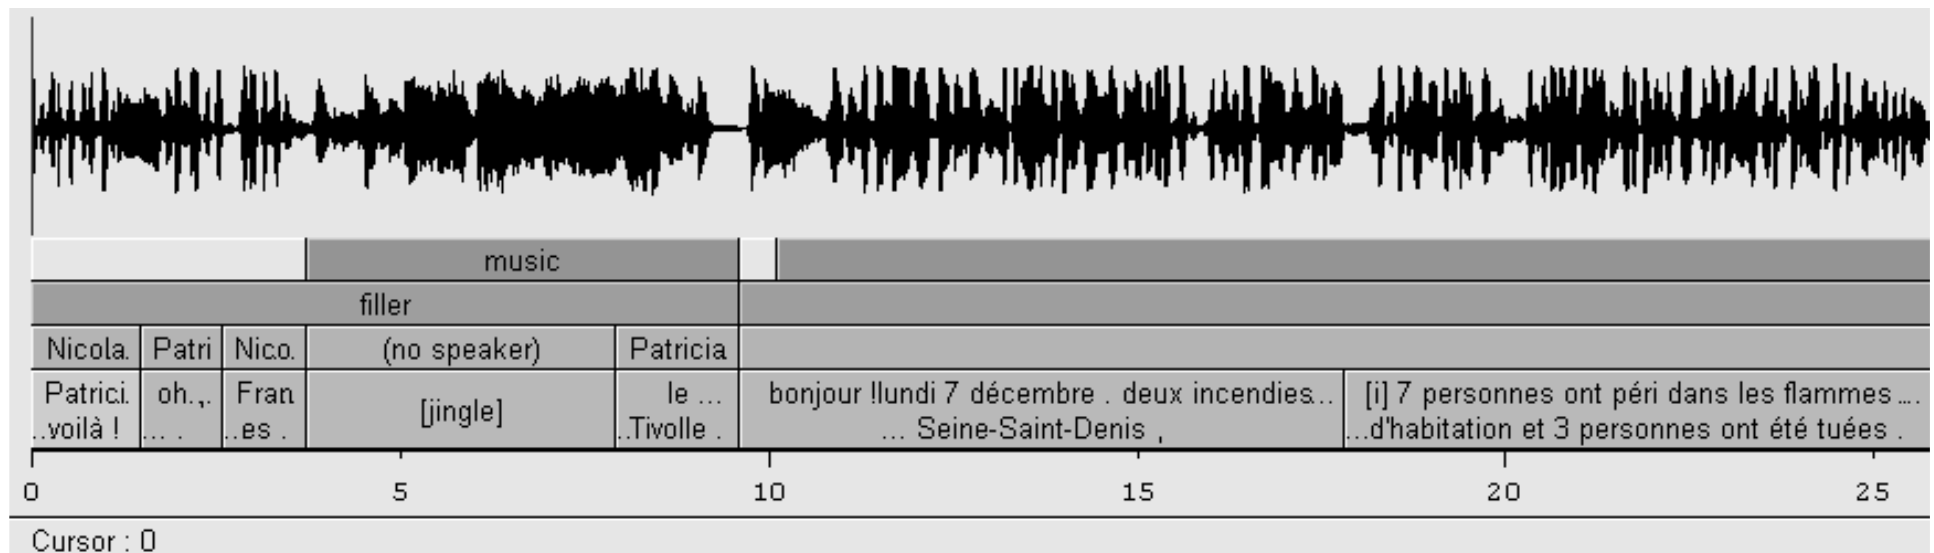 music
filler
Nicola. Patri Nico. (no speaker) Patricia
Patrici. oh.,. Fran le ... bonjour !lundi 7 décembre . deux incendies... [i] 7 personnes ont péri dans les flammes ....
..voilà ! ... . ..es . [jingle] ..Tivolle . ... Seine-Saint-Denis , ...d'habitation et 3 personnes ont été tuées .
0 5 10 15 20 25
Cursor : 0